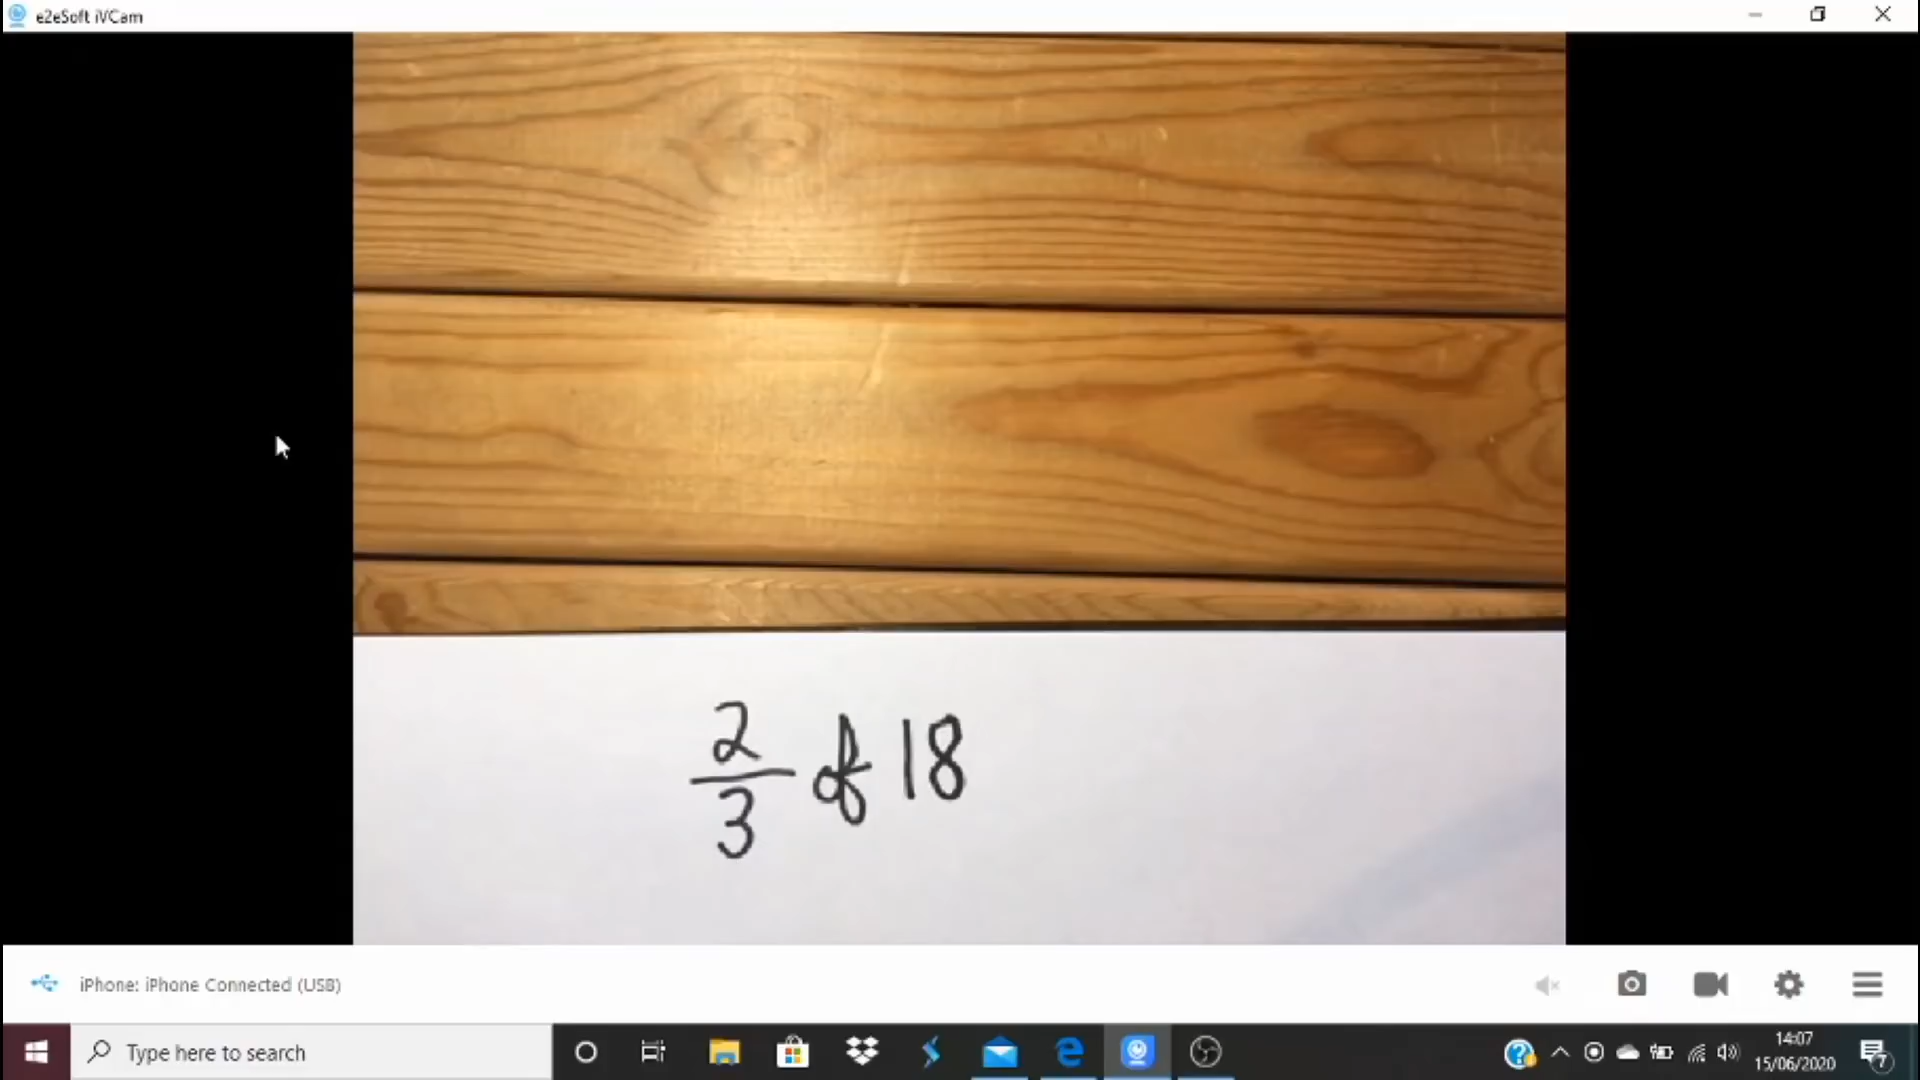 e2eSoft iVCam
2/3 of 18
iPhone: iPhone Connected (USB)
Type here to search
14:07
15/06/2020
7